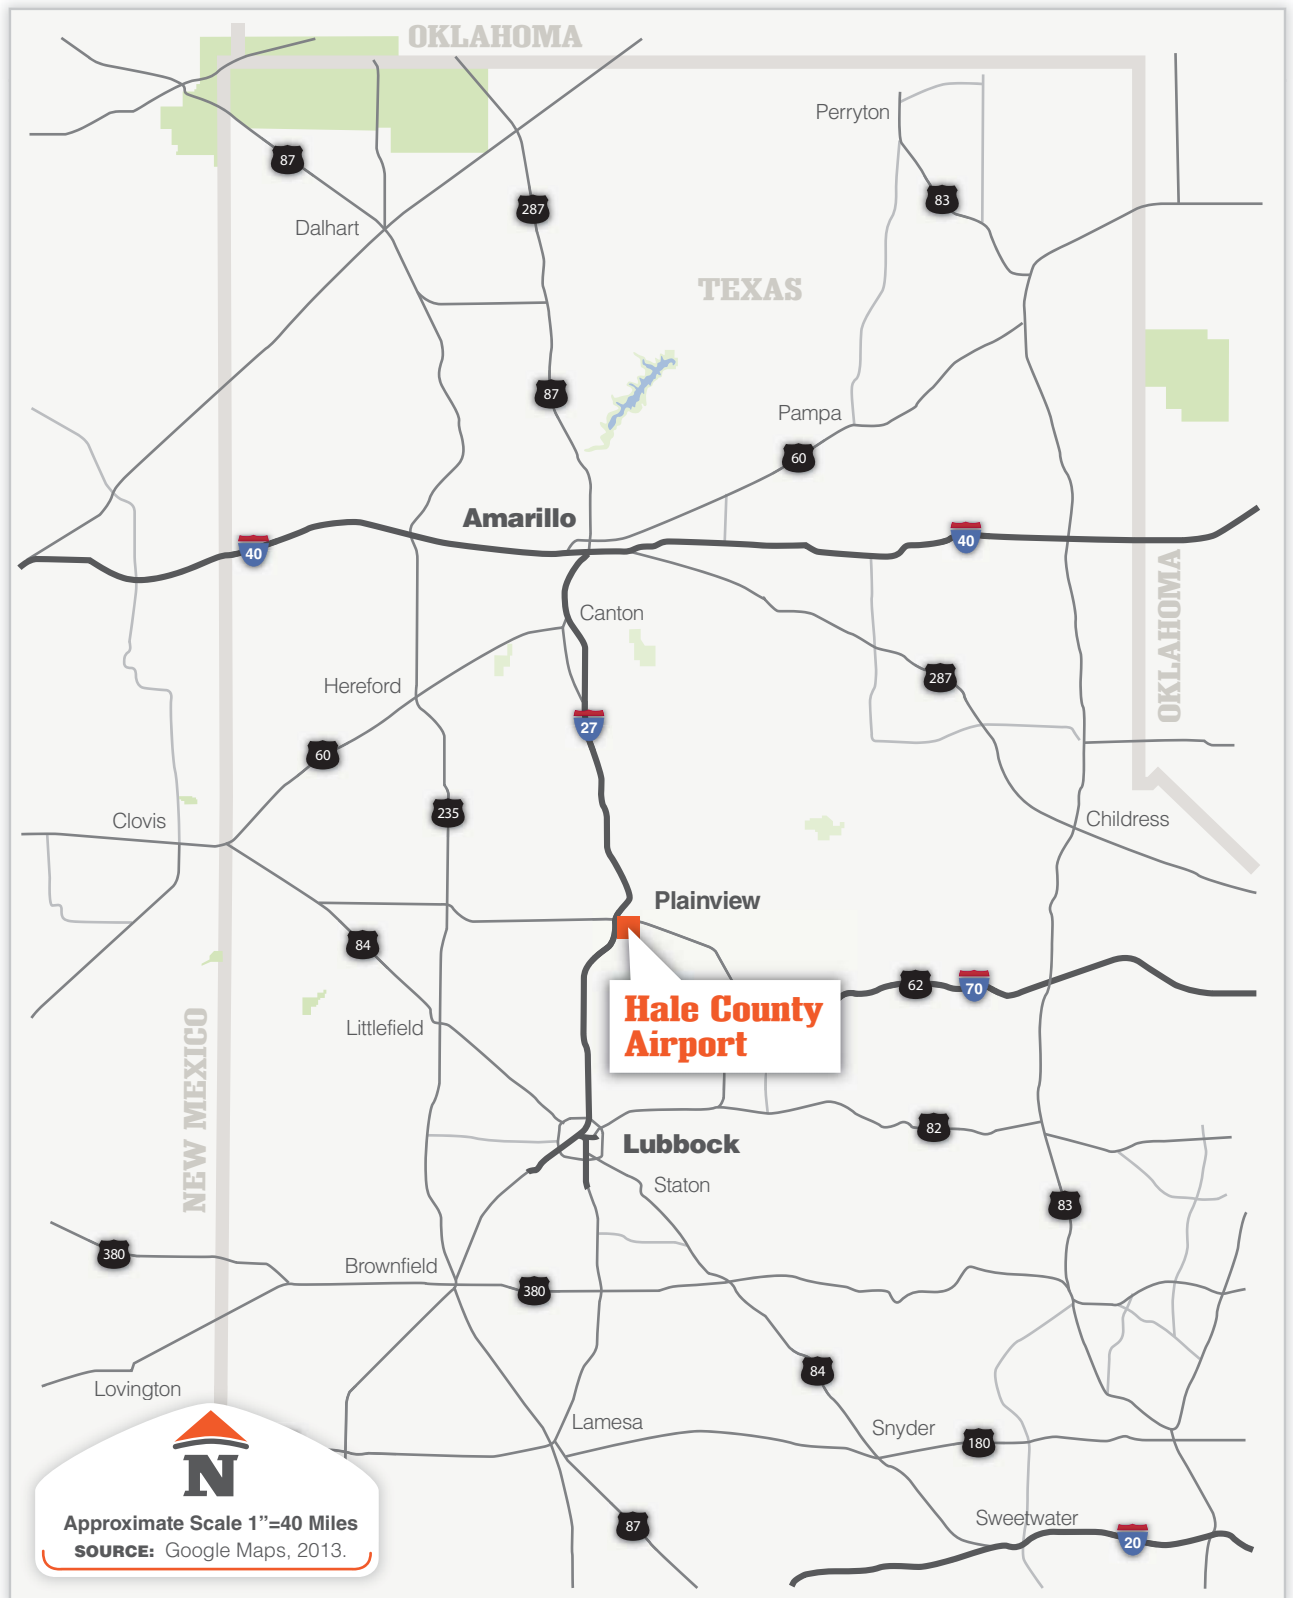 OKLAHOMA
Perryton
87
83
287
Dalhart
TEXAS
87
Pampa
60
Amarillo
40
40
OKLAHOMA
Canton
287
Hereford
27
60
235
Clovis
Childress
Plainview
84
62
70
Hale County
Airport
Littlefield
NEW MEXICO
82
Lubbock
Staton
83
380
Brownfield
380
84
Lovington
Lamesa
Snyder
180
N
Sweetwater
87
20
Approximate Scale 1”=40 Miles
SOURCE: Google Maps, 2013.